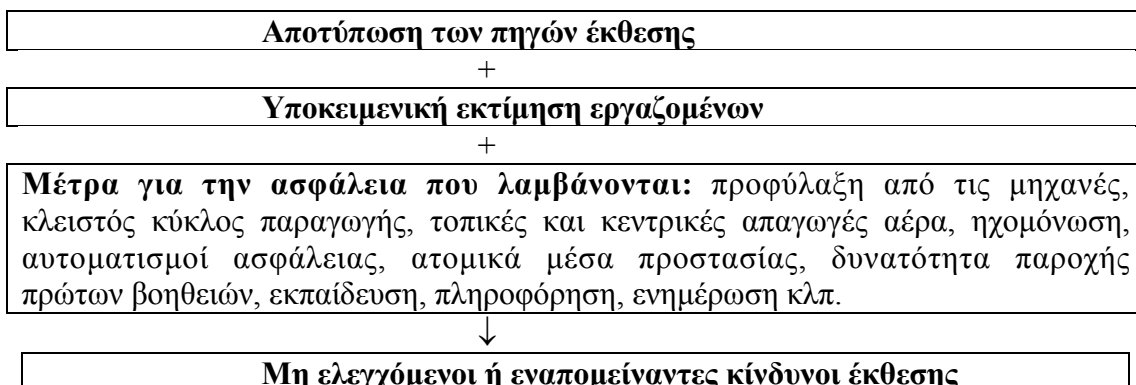 Αποτύπωση των πηγών έκθεσης
+
Υποκειμενική εκτίμηση εργαζομένων
+
Μέτρα για την ασφάλεια που λαμβάνονται: προφύλαξη από τις μηχανές,
κλειστός κύκλος παραγωγής, τοπικές και κεντρικές απαγωγές αέρα, ηχομόνωση,
αυτοματισμοί ασφάλειας, ατομικά μέσα προστασίας, δυνατότητα παροχής
πρώτων βοηθειών, εκπαίδευση, πληροφόρηση, ενημέρωση κλπ.
↓
Μη ελεγχόμενοι ή εναπομείναντες κίνδυνοι έκθεσης